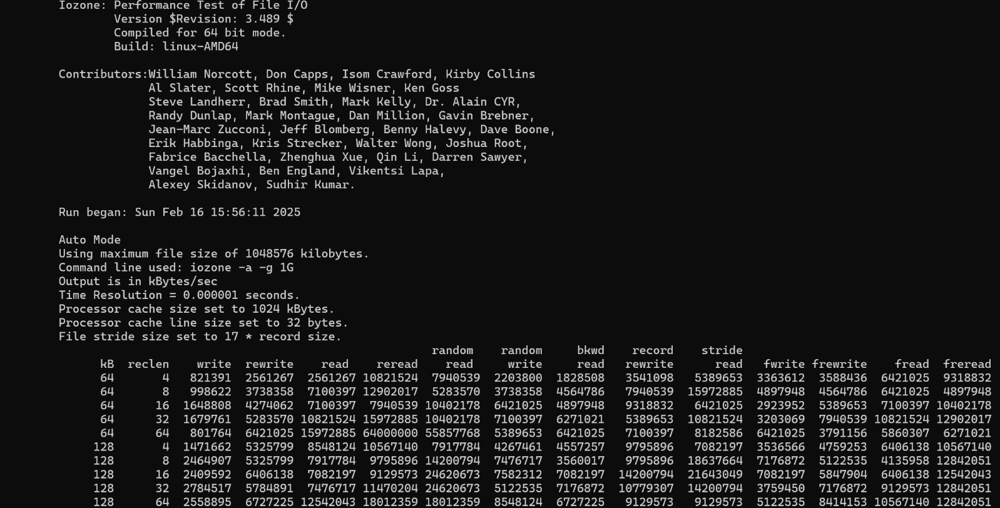 Iozone: Performance Test of File I/O
Version $Revision: 3.489 $
Compiled for 64 bit mode.
Build: linux-AMD64
Contributors:William Norcott, Don Capps, Isom Crawford, Kirby Collins
Al Slater, Scott Rhine, Mike Wisner, Ken Goss
Steve Landherr, Brad Smith, Mark Kelly, Dr. Alain CYR,
Randy Dunlap, Mark Montague, Dan Million, Gavin Brebner,
Jean-Marc Zucconi, Jeff Blomberg, Benny Halevy, Dave Boone,
Erik Habbinga, Kris Strecker, Walter Wong, Joshua Root,
Fabrice Bacchella, Zhenghua Xue, Qin Li, Darren Sawyer,
Vangel Bojaxhi, Ben England, Vikentsi Lapa,
Alexey Skidanov, Sudhir Kumar.
Run began: Sun Feb 16 15:56:11 2025
Auto Mode
Using maximum file size of 1048576 kilobytes.
Command line used: iozone -a -g 1G
Output is in kBytes/sec
Time Resolution = 0.000001 seconds.
Processor cache size set to 1024 kBytes.
Processor cache line size set to 32 bytes.
File stride size set to 17 * record size.
random random bkwd record stride
kB reclen write rewrite read reread read write read rewrite read fwrite frewrite fread freread
64 4 821391 2561267 2561267 10821524 7940539 2203800 1828508 3541098 5389653 3363612 3588436 6421025 9318832
64 8 998622 3738358 7100397 12902017 5283570 3738358 4564786 7940539 15972885 4897948 4564786 6421025 4897948
64 16 1648808 4274062 7100397 7940539 10402178 6421025 4897948 9318832 6421025 2923952 5389653 7100397 10402178
64 32 1679761 5283570 10821524 15972885 10402178 7100397 6271021 5389653 10821524 3203069 7940539 10821524 12902017
64 64 801764 6421025 15972885 64000000 55857768 5389653 6421025 7100397 8182586 6421025 3791156 5860307 6271021
128 4 1471662 5325799 8548124 10567140 7917784 4267461 4557257 9795896 7082197 3536566 4759253 6406138 10567140
128 8 2464907 5325799 7917784 9795896 14200794 7476717 3560017 9795896 18637664 7176872 5122535 4135958 12842051
128 16 2409592 6406138 7082197 9129573 24620673 7582312 7082197 14200794 21643049 7082197 5847904 6406138 12542043
128 32 2784517 5784891 7476717 11470204 24620673 5122535 7176872 10779307 14200794 3759450 7176872 9129573 12842051
128 64 2558895 6727225 12542043 18012359 18012359 8548124 6727225 9129573 9129573 5122535 8414153 10567140 12842051